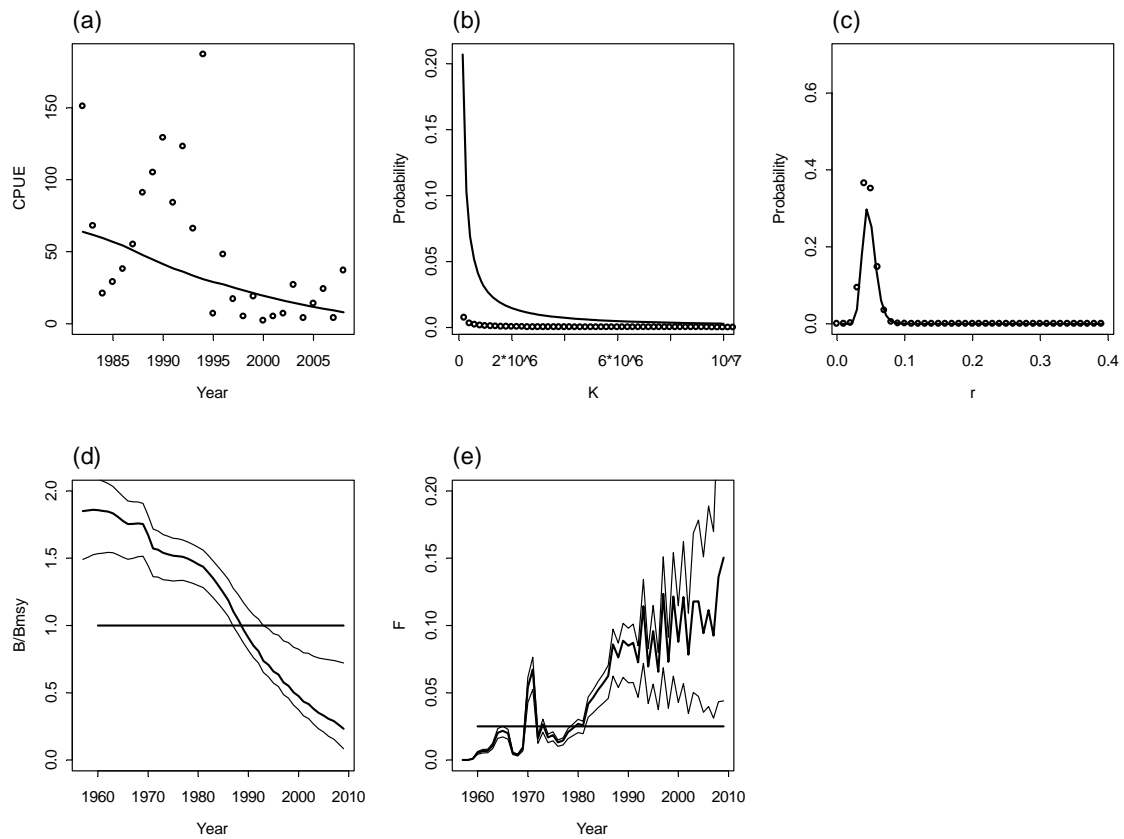 (a)
CPUE
150
100
50
0
1985 1990 1995 2000 2005
Year
(b)
Probability
0.20
0.15
0.10
0.05
0.0
0 2*10^6 6*10^6 10^7
K
(c)
Probability
0.6
0.4
0.2
0.0
0.0 0.1 0.2 0.3 0.4
r
(d)
B/Bmsy
2.0
1.5
1.0
0.5
0.0
1960 1970 1980 1990 2000 2010
Year
(e)
F
0.20
0.15
0.10
0.05
0.0
1960 1970 1980 1990 2000 2010
Year